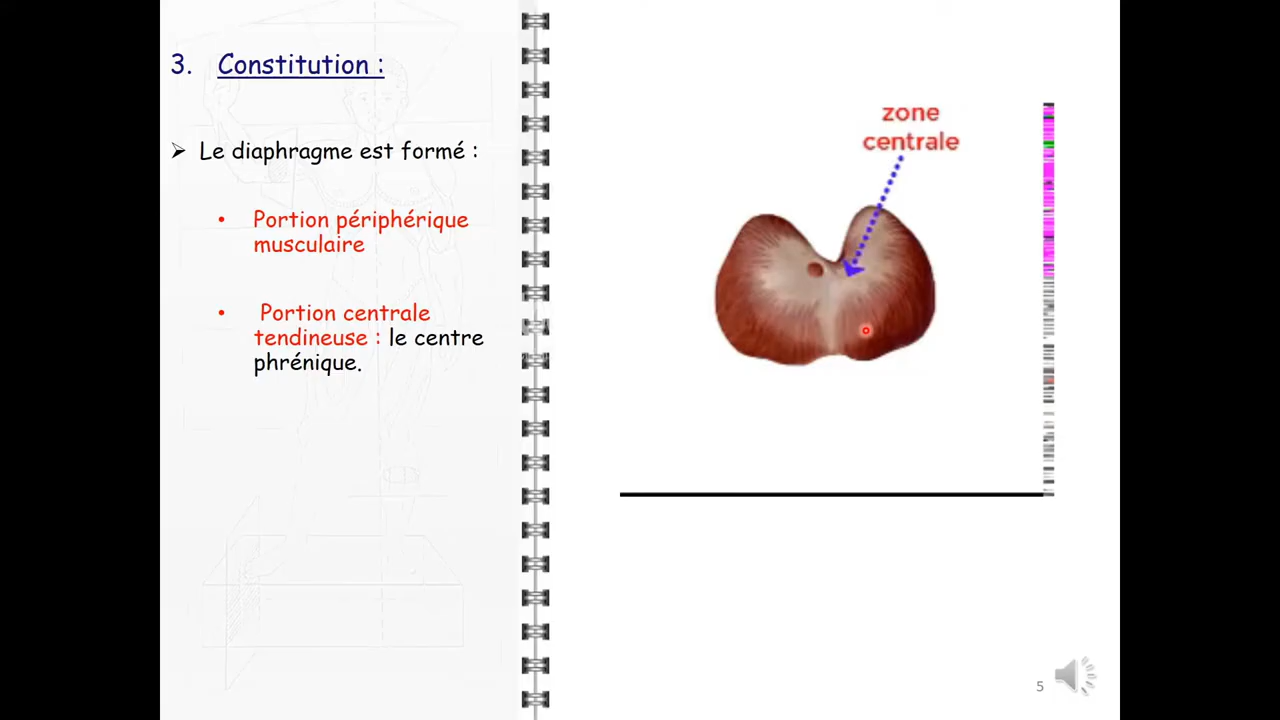 3. Constitution :
➢ Le diaphragme est formé :
• Portion périphérique
musculaire
• Portion centrale
tendineuse : le centre
phrénique.
zone
centrale
5